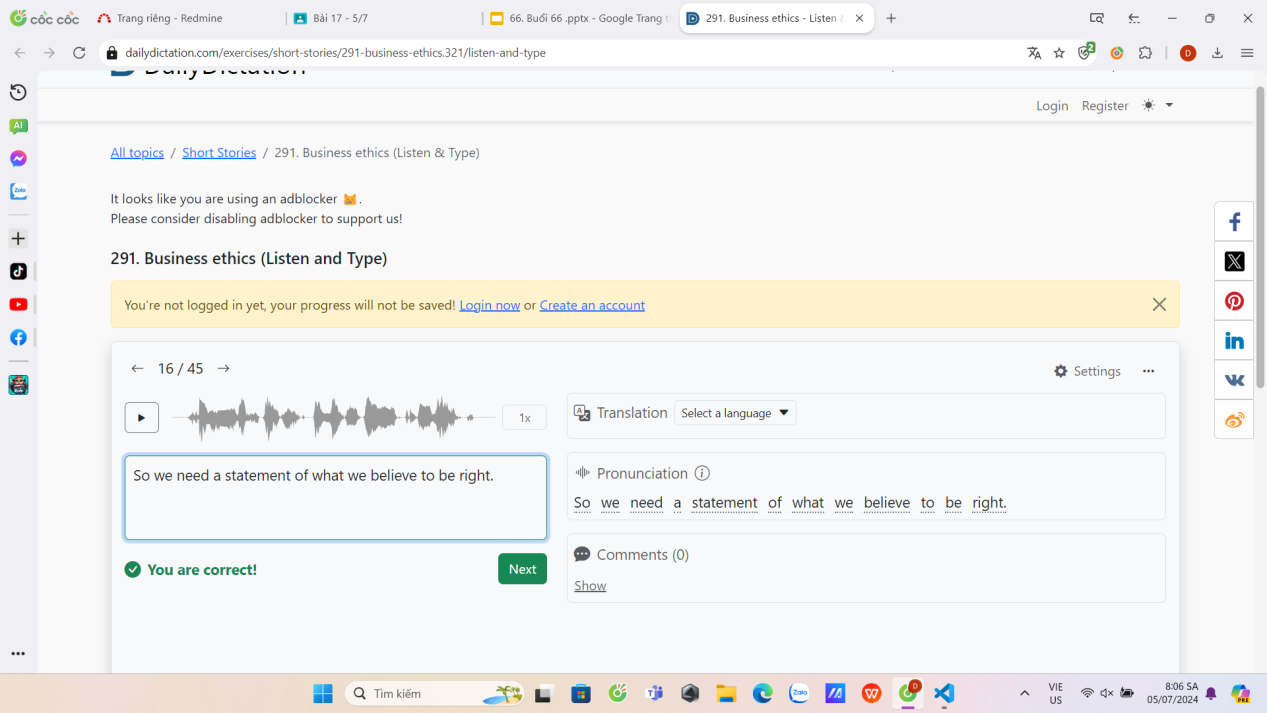 cốc cốc
Trang riêng - Redmine
Bài 17 - 5/7
66. Buổi 66 .pptx - Google Trang t
291. Business ethics - Listen &
dailydictation.com/exercises/short-stories/291-business-ethics.321/listen-and-type
2
D
AI
Zalo
DailyDictation
Login
Register
All topics / Short Stories / 291. Business ethics (Listen & Type)
It looks like you are using an adblocker 😿.
Please consider disabling adblocker to support us!
291. Business ethics (Listen and Type)
You're not logged in yet, your progress will not be saved! Login now or Create an account
16 / 45
Settings
1x
Translation
Select a language
So we need a statement of what we believe to be right.
Pronunciation
So we need a statement of what we believe to be right.
You are correct!
Next
Comments (0)
Show
Tìm kiếm
Zalo
D
VIE
US
8:06 SA
05/07/2024
PRE